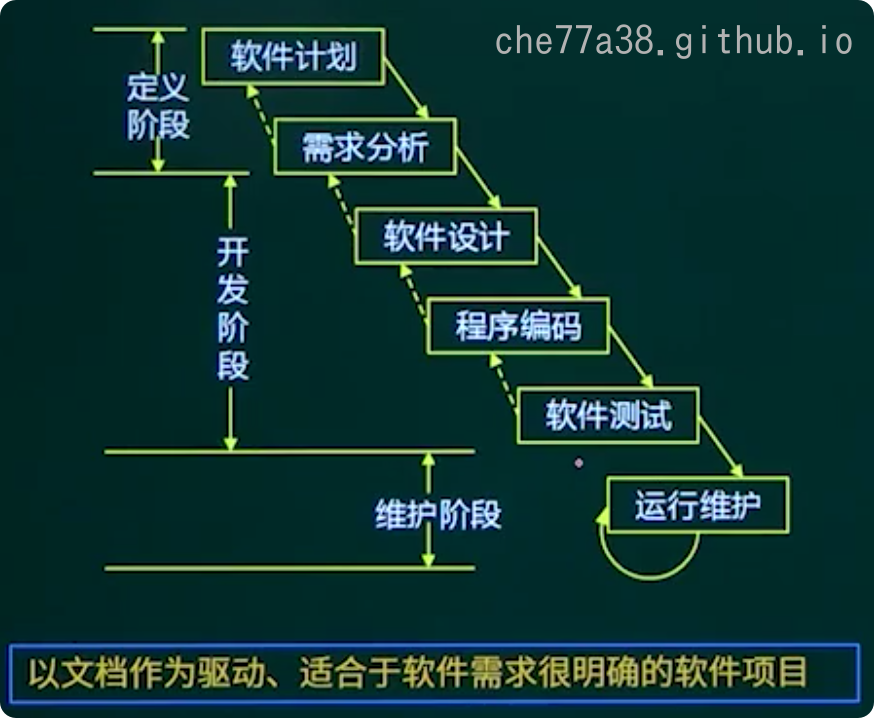 che77a38.github.io
软件计划
定义
阶段
需求分析
软件设计
开
发
阶
段
程序编码
软件测试
维护阶段
运行维护
以文档作为驱动、适合于软件需求很明确的软件项目